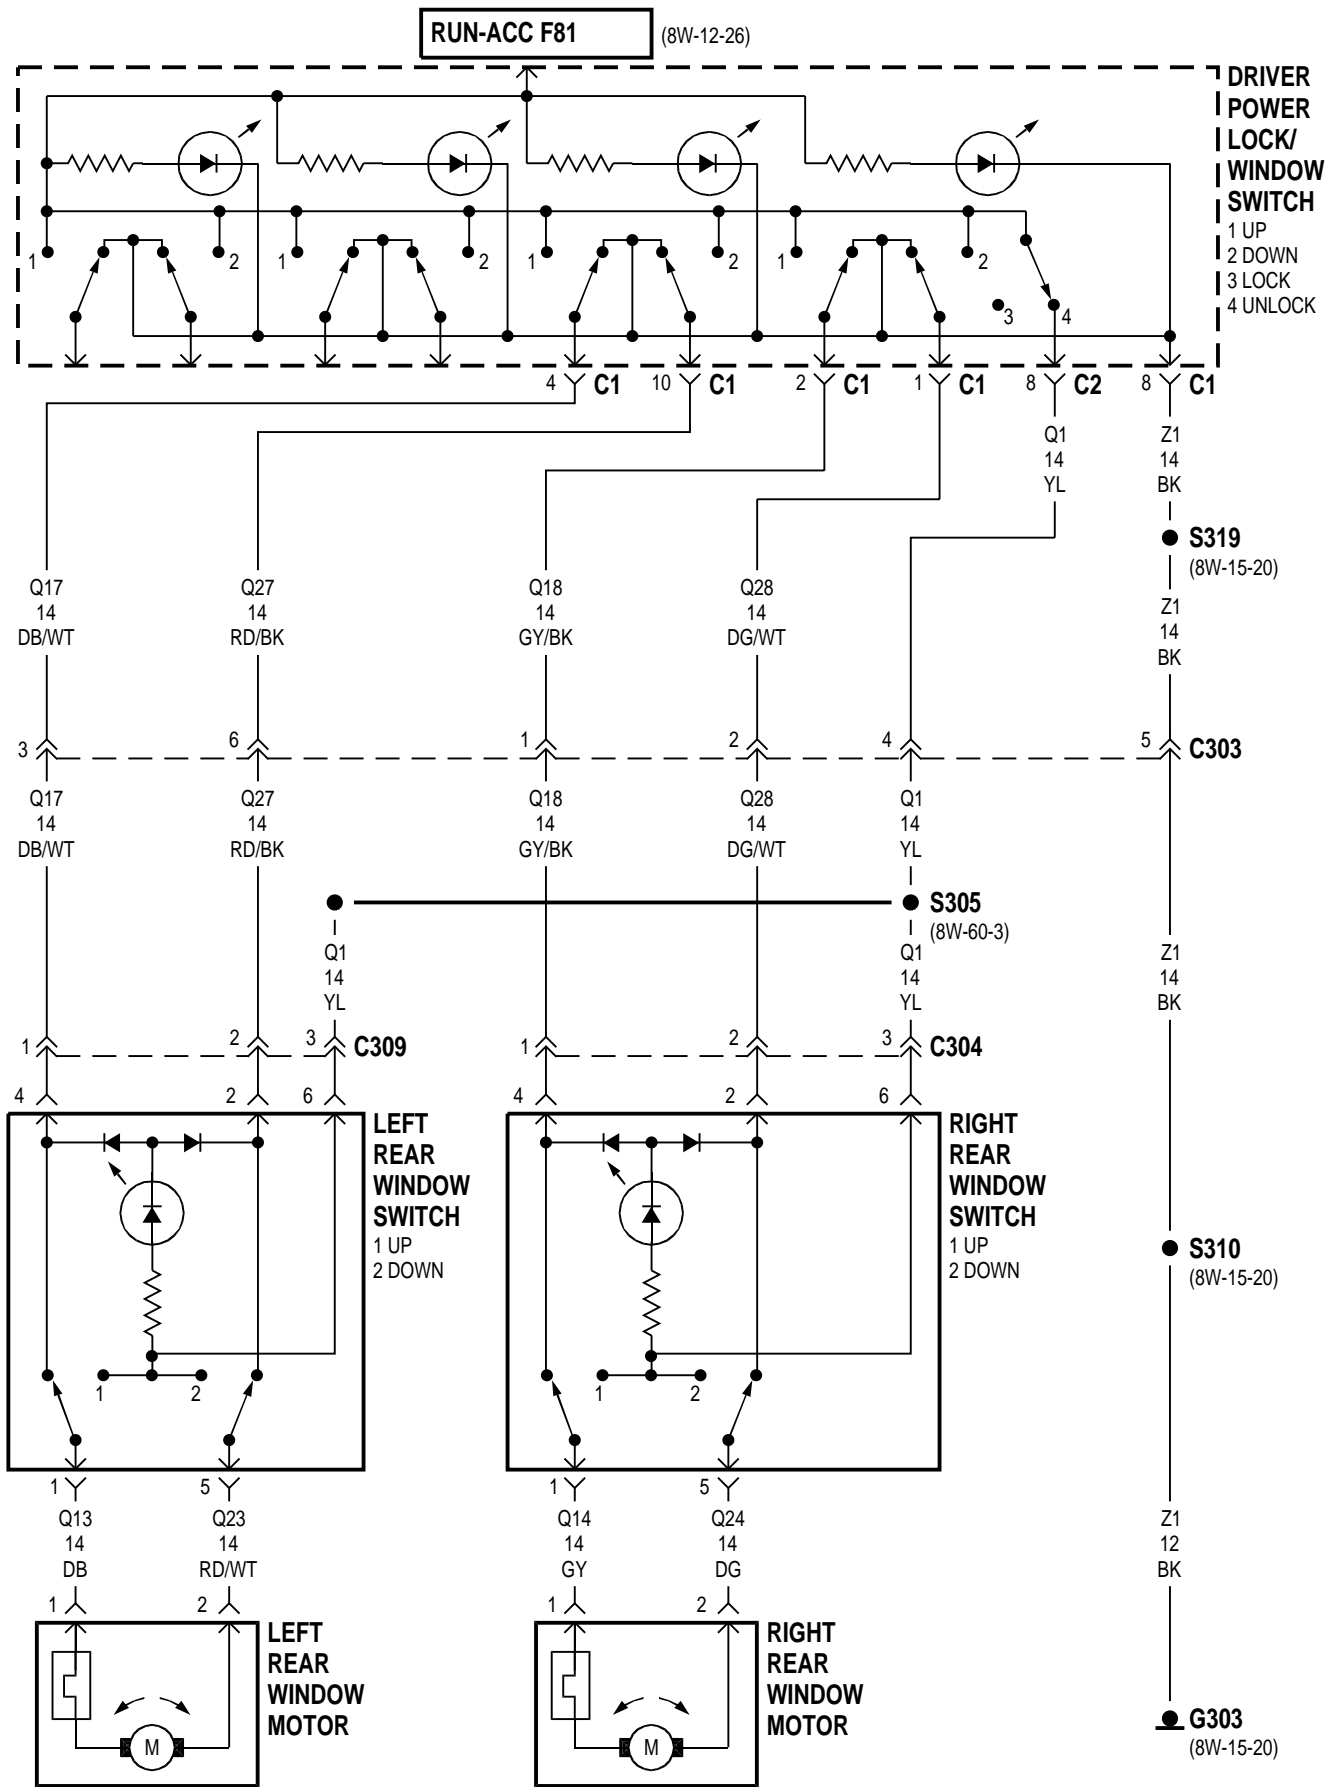 RUN-ACC F81 (8W-12-26)
DRIVER
POWER
LOCK/
WINDOW
SWITCH
1 UP
2 DOWN
3 LOCK
4 UNLOCK
1 2 1 2 1 2 1 2
3 4
4 C1 10 C1 2 C1 1 C1 8 C2 8 C1
Q1 Z1
14 14
YL BK
S319
(8W-15-20)
Q17 Q27 Q18 Q28 Z1
14 14 14 14 14
DB/WT RD/BK GY/BK DG/WT BK
3 6 1 2 4 5 C303
Q17 Q27 Q18 Q28 Q1
14 14 14 14 14
DB/WT RD/BK GY/BK DG/WT YL
S305
(8W-60-3)
Q1 Q1 Z1
14 14 14
YL YL BK
1 2 3 C309 1 2 3 C304
4 2 6 4 2 6
LEFT
REAR
WINDOW
SWITCH
1 UP
2 DOWN
RIGHT
REAR
WINDOW
SWITCH
1 UP
2 DOWN
S310
(8W-15-20)
1 2 1 2
1 5 1 5
Q13 Q23 Q14 Q24 Z1
14 14 14 14 12
DB RD/WT GY DG BK
1 2 1 2
LEFT
REAR
WINDOW
MOTOR
RIGHT
REAR
WINDOW
MOTOR
M M
G303
(8W-15-20)